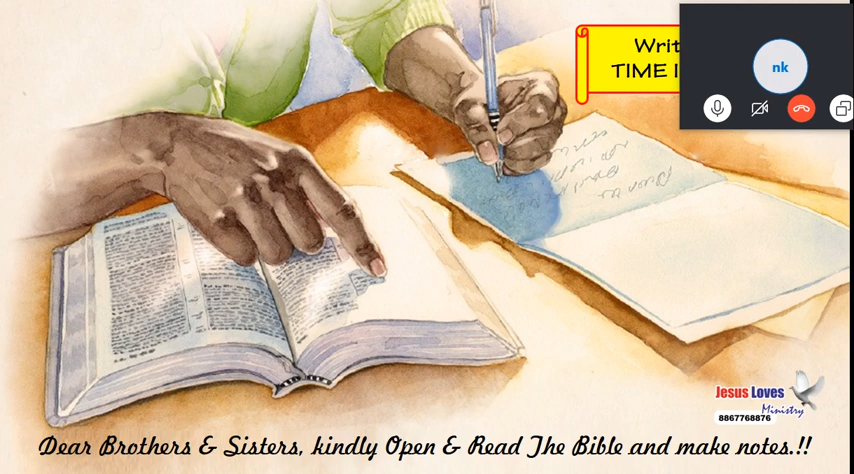 Writ
TIME I
nk
Jesus Loves
Ministry
8867768876
Dear Brothers & Sisters, kindly Open & Read The Bible and make notes.!!